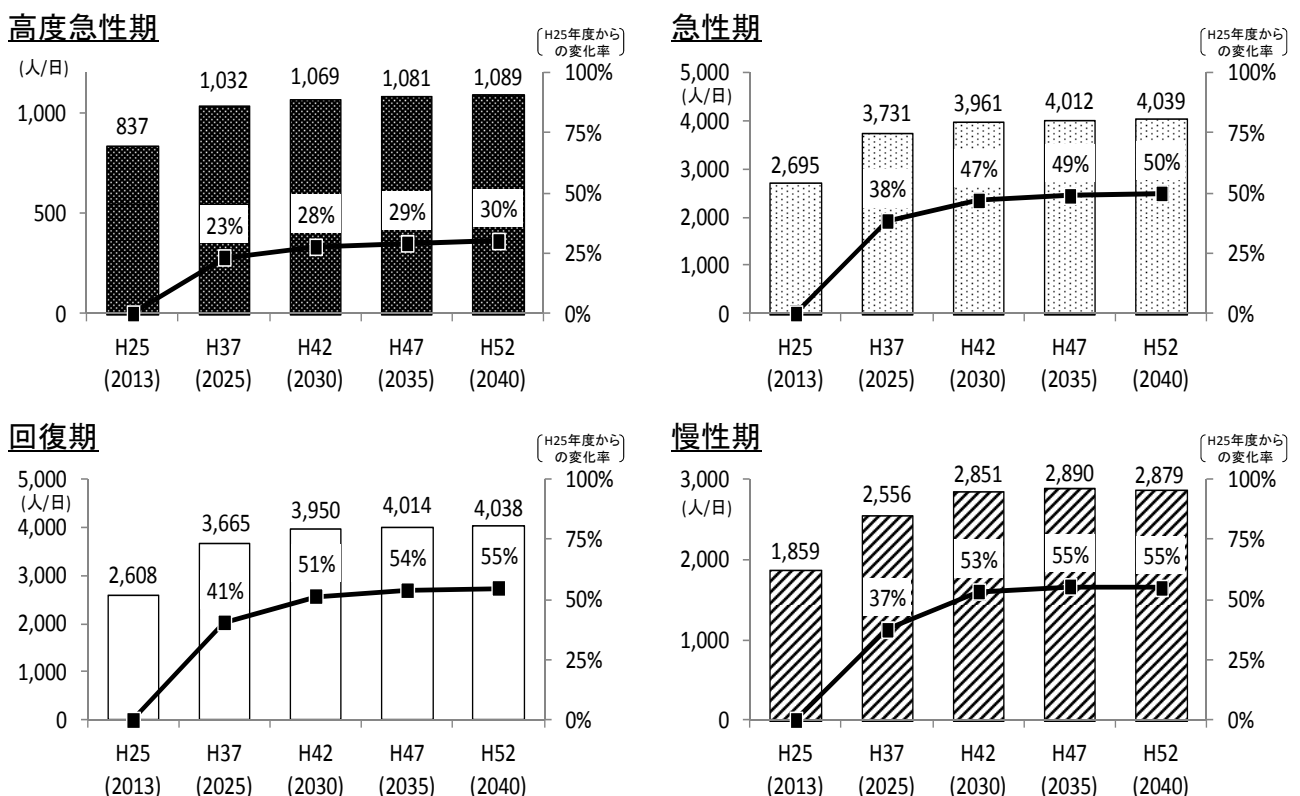 高度急性期
(人/日)
H25年度から
の変化率
1,032 1,069 1,081 1,089
837
23% 28% 29% 30%
1,000
500
0
100%
75%
50%
25%
0%
H25 H37 H42 H47 H52
(2013) (2025) (2030) (2035) (2040)
急性期
H25年度から
の変化率
5,000
(人/日)
4,000
3,000
2,000
1,000
0
2,695 3,731 3,961 4,012 4,039
38% 47% 49% 50%
100%
75%
50%
25%
0%
H25 H37 H42 H47 H52
(2013) (2025) (2030) (2035) (2040)
回復期
H25年度から
の変化率
5,000
(人/日)
4,000
3,000
2,000
1,000
0
2,608 3,665 3,950 4,014 4,038
41% 51% 54% 55%
100%
75%
50%
25%
0%
H25 H37 H42 H47 H52
(2013) (2025) (2030) (2035) (2040)
慢性期
H25年度から
の変化率
3,000
(人/日)
2,000
1,000
0
1,859 2,556 2,851 2,890 2,879
37% 53% 55% 55%
100%
75%
50%
25%
0%
H25 H37 H42 H47 H52
(2013) (2025) (2030) (2035) (2040)